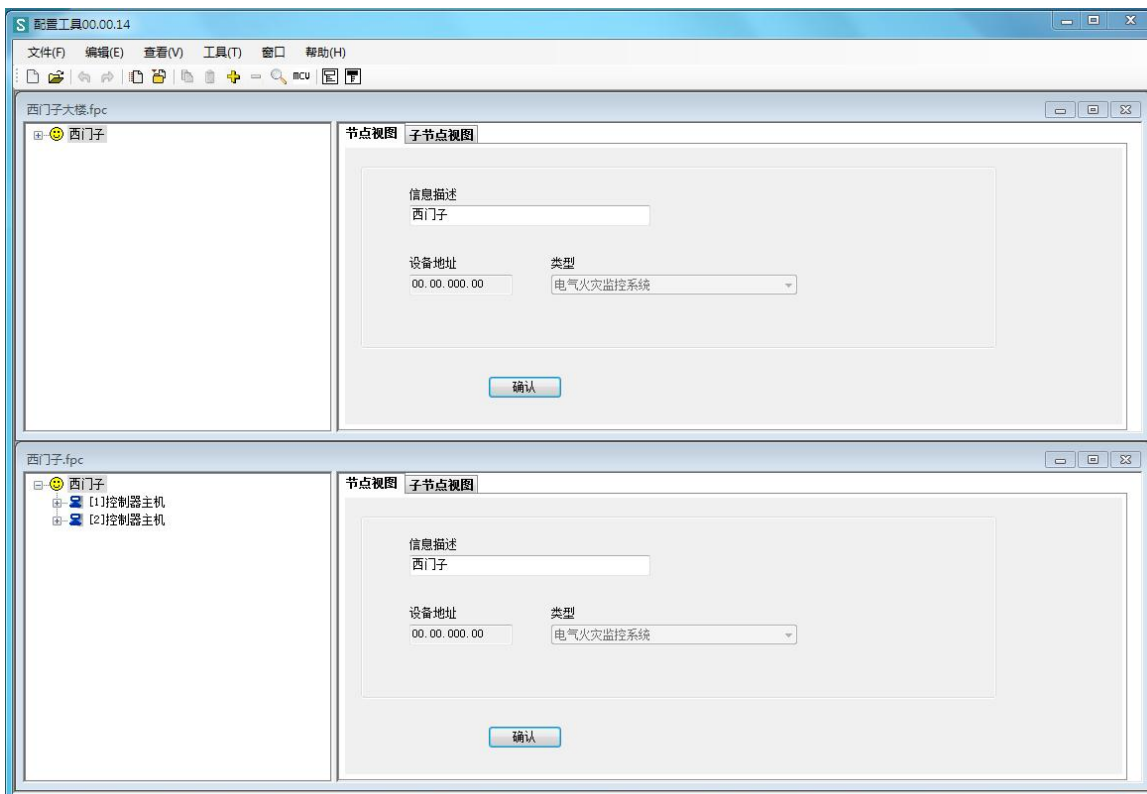 配置工具00.00.14
文件(F) 编辑(E) 查看(V) 工具(T) 窗口 帮助(H)
MCU
西门子大楼.fpc
西门子
节点视图 子节点视图
信息描述
西门子
设备地址 类型
00.00.000.00 电气火灾监控系统
确认
西门子.fpc
西门子
[1]控制器主机
[2]控制器主机
节点视图 子节点视图
信息描述
西门子
设备地址 类型
00.00.000.00 电气火灾监控系统
确认